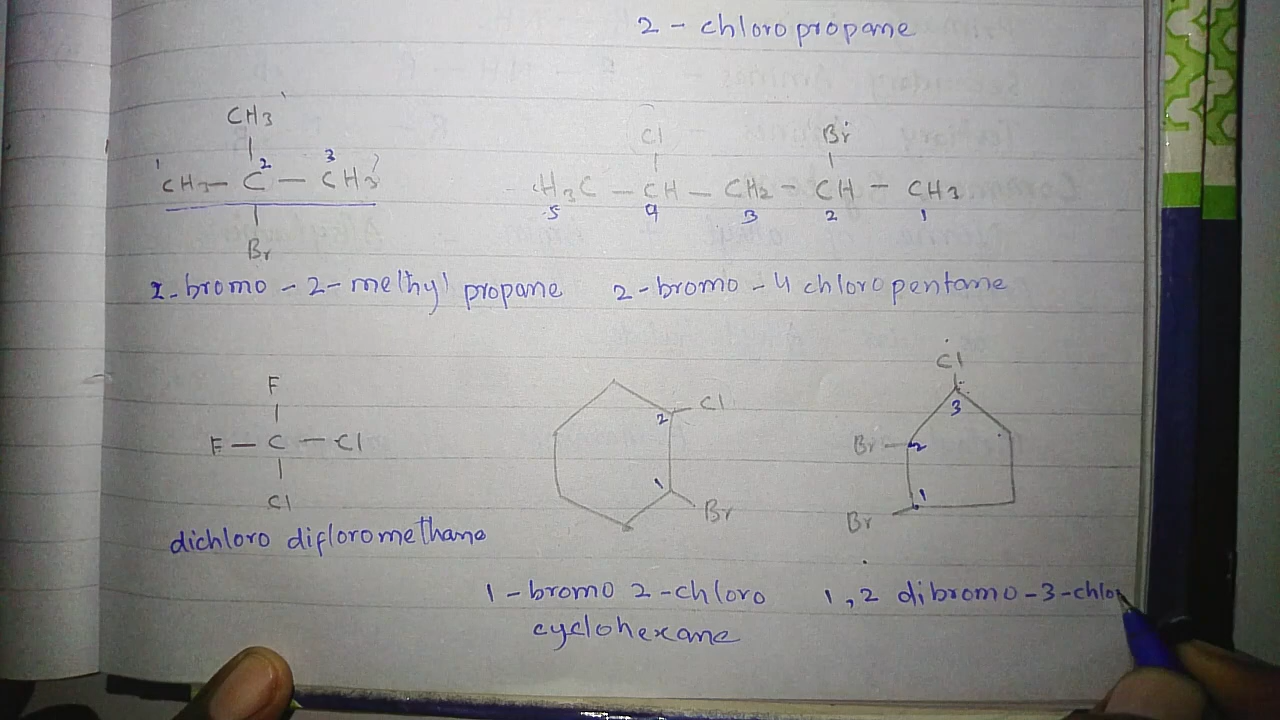 2 - chloropropane
CH3
1 2 3
CH3 — C — CH3
Br
2-bromo - 2-methyl propane
Cl Br
H3C — CH — CH2 - CH - CH3
5 4 3 2 1
2-bromo - 4 chloropentane
F
F — C — Cl
Cl
dichloro difloromethane
2 Cl
1 Br
1 - bromo 2 - chloro
cyclohexane
Cl
3
Br 2
1
Br
1,2 dibromo - 3 - chlo